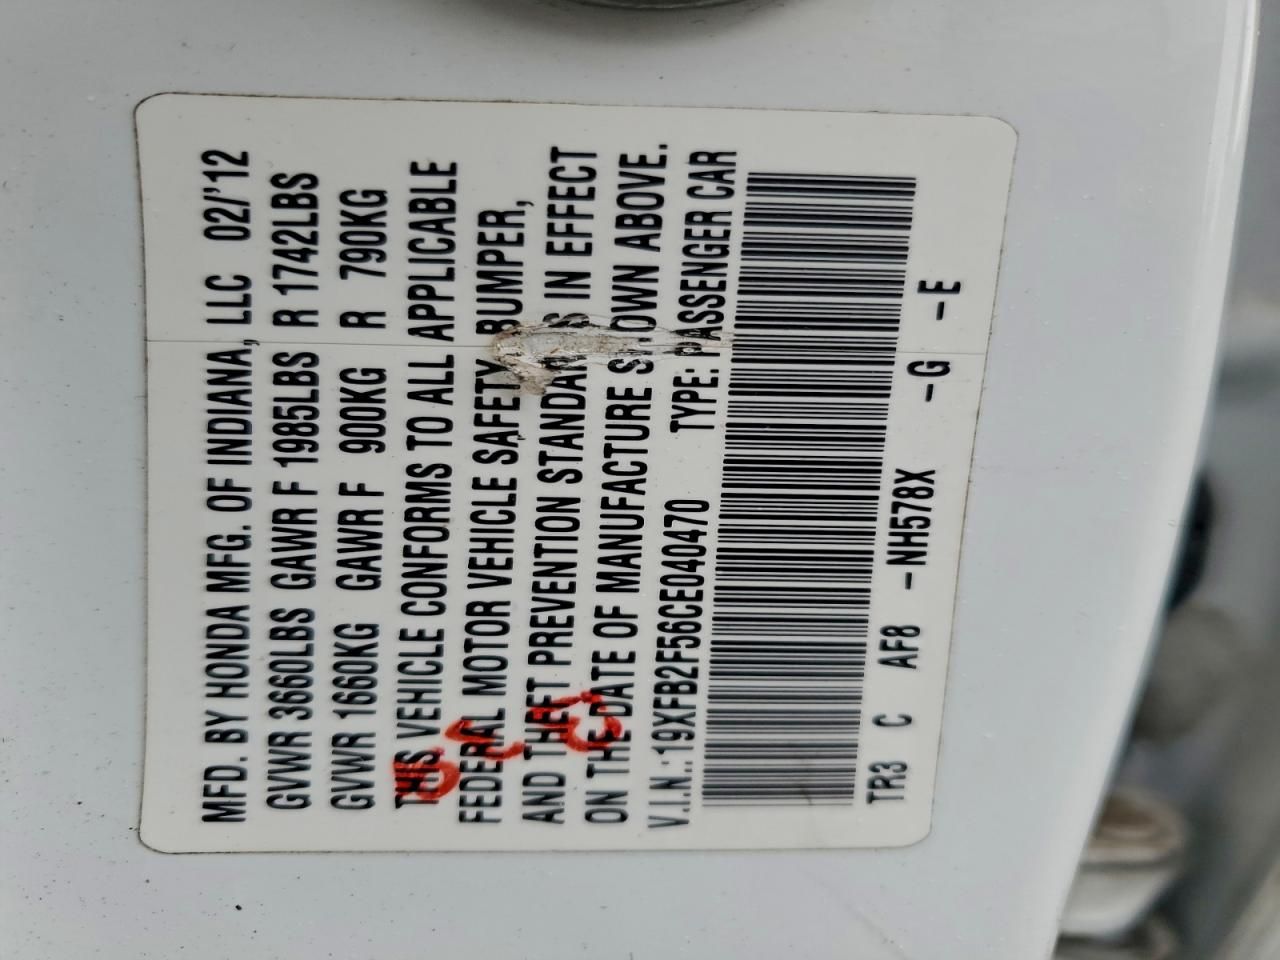 MFD. BY HONDA MFG. OF INDIANA, LLC 02/'12
GVWR 3660LBS GAWR F 1985LBS R 1742LBS
GVWR 1660KG GAWR F 900KG R 790KG
THIS VEHICLE CONFORMS TO ALL APPLICABLE
FEDERAL MOTOR VEHICLE SAFETY, BUMPER,
AND THEFT PREVENTION STANDARDS IN EFFECT
ON THE DATE OF MANUFACTURE SHOWN ABOVE.
V.I.N.:19XFB2F56CE040470 TYPE: PASSENGER CAR
TR3 C AF8 -NH578X -G -E